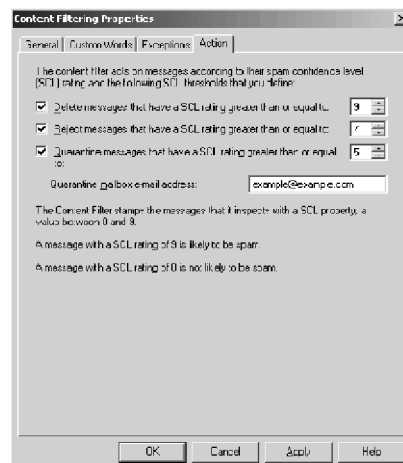 Content Filtering Properties
General
Custom Words
Exceptions
Action
The content filter acts on messages according to their spam confidence level
(SCL) rating and the following SCL thresholds that you define:
Delete messages that have a SCL rating greater than or equal to: 9
Reject messages that have a SCL rating greater than or equal to: 7
Quarantine messages that have a SCL rating greater than or equal 5
to:
Quarantine mailbox e-mail address: example@example.com
The Content Filter stamps the messages that it inspects with a SCL property, a
value between 0 and 9.
A message with a SCL rating of 9 is likely to be spam.
A message with a SCL rating of 0 is not likely to be spam.
OK
Cancel
Apply
Help